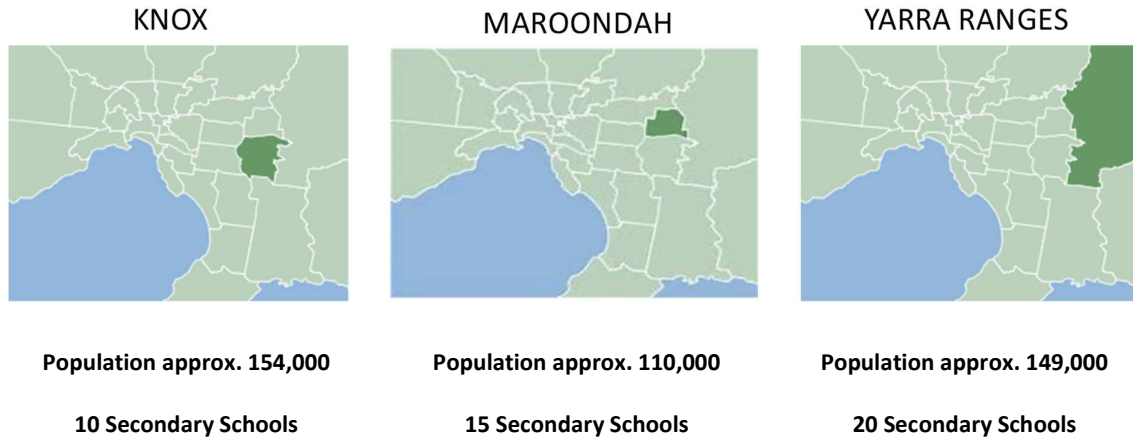 KNOX
MAROONDAH
YARRA RANGES
Population approx. 154,000
Population approx. 110,000
Population approx. 149,000
10 Secondary Schools
15 Secondary Schools
20 Secondary Schools